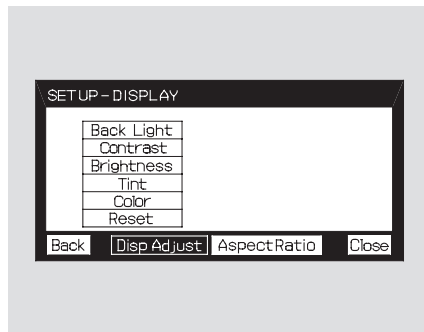 SETUP-DISPLAY
Back Light
Contrast
Brightness
Tint
Color
Reset
Back Disp Adjust AspectRatio Close